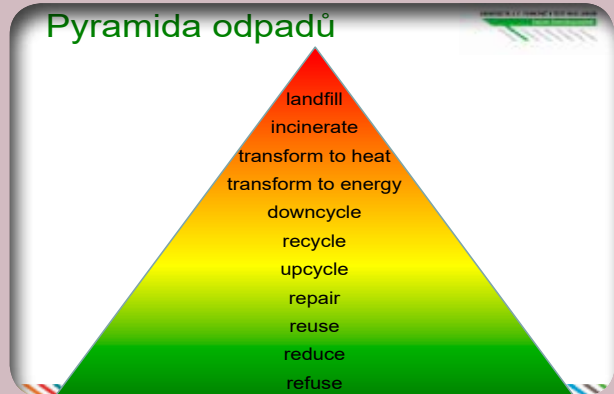 Pyramida odpadů
landfill
incinerate
transform to heat
transform to energy
downcycle
recycle
upcycle
repair
reuse
reduce
refuse